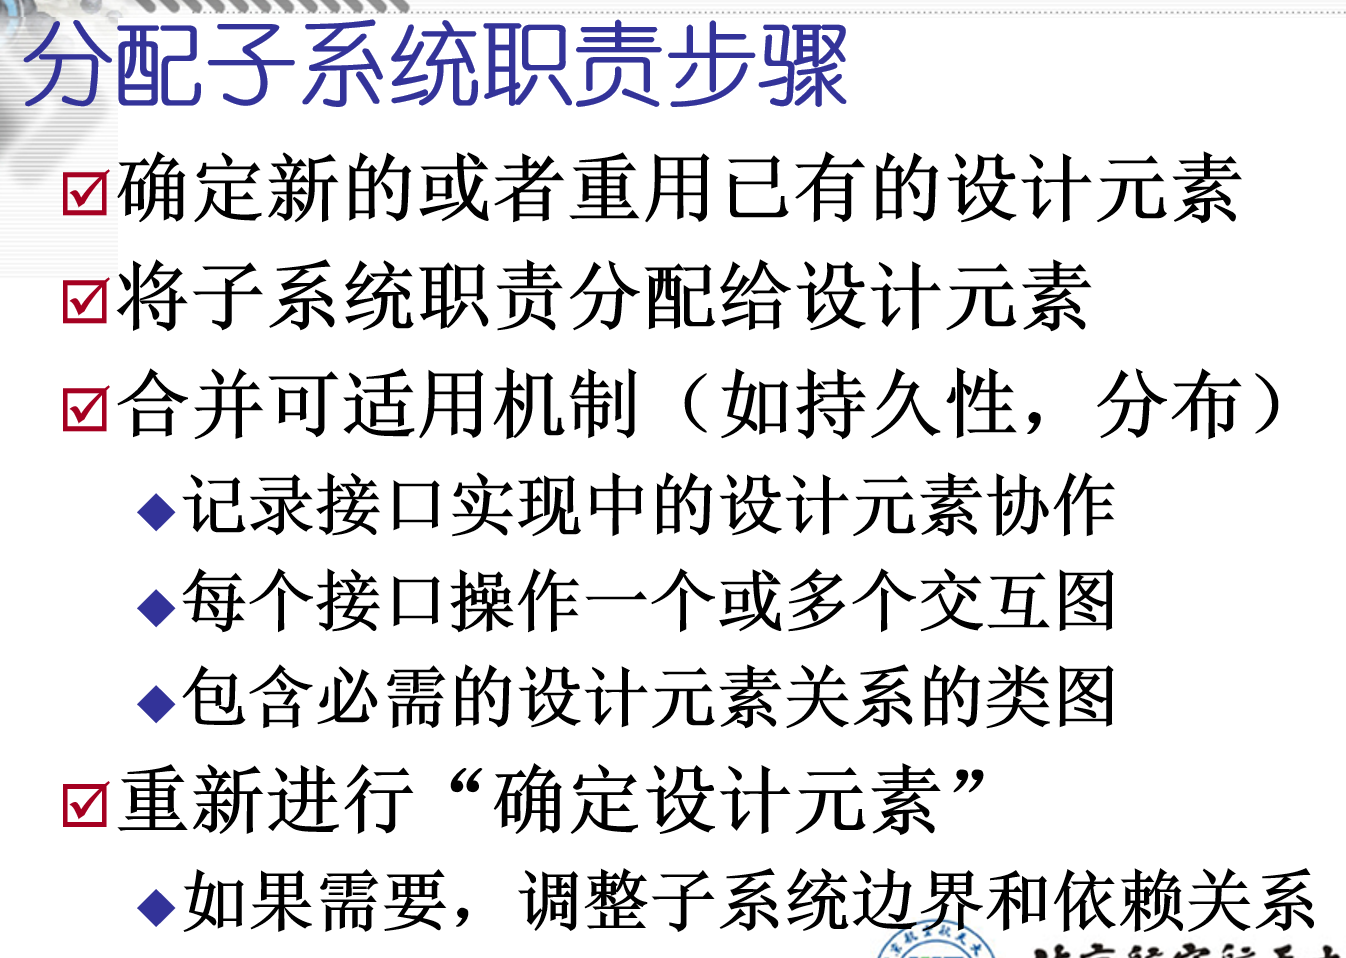 分配子系统职责步骤
确定新的或者重用已有的设计元素
将子系统职责分配给设计元素
合并可适用机制（如持久性，分布）
记录接口实现中的设计元素协作
每个接口操作一个或多个交互图
包含必需的设计元素关系的类图
重新进行“确定设计元素”
如果需要，调整子系统边界和依赖关系